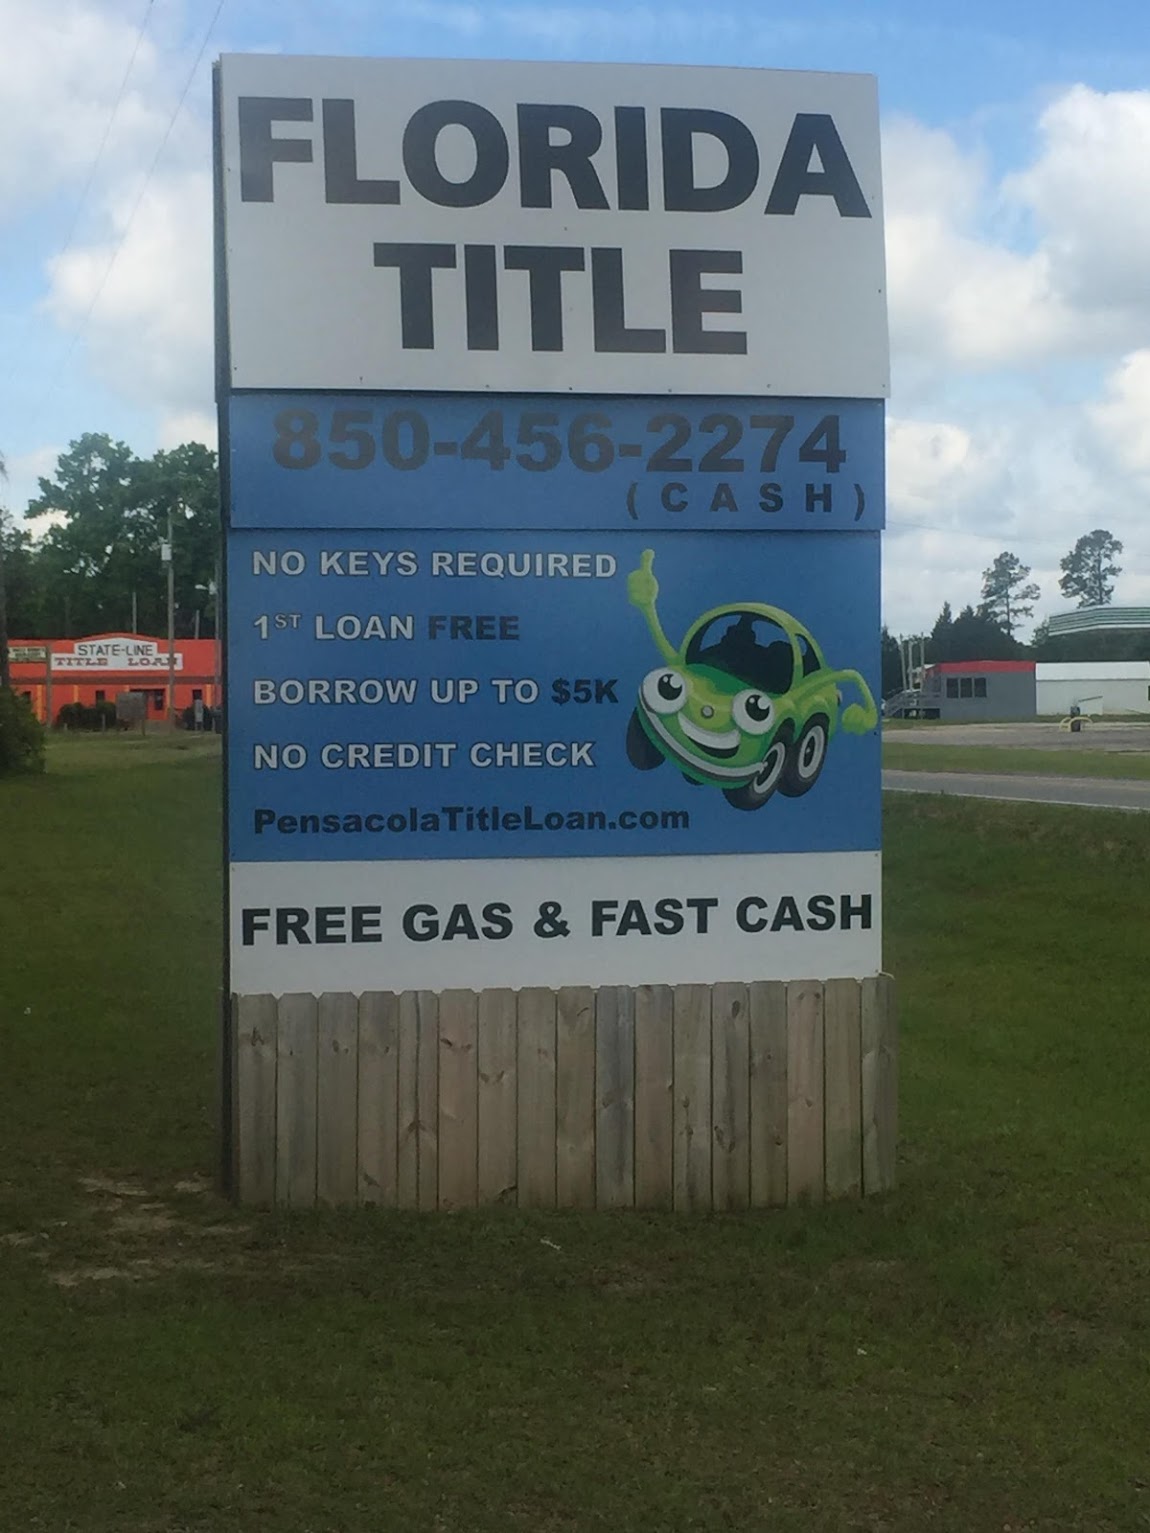 FLORIDA
TITLE
850-456-2274
(CASH)
NO KEYS REQUIRED
1ST LOAN FREE
BORROW UP TO $5K
NO CREDIT CHECK
PensacolaTitleLoan.com
FREE GAS & FAST CASH
STATE-LINE
TITLE LOAN